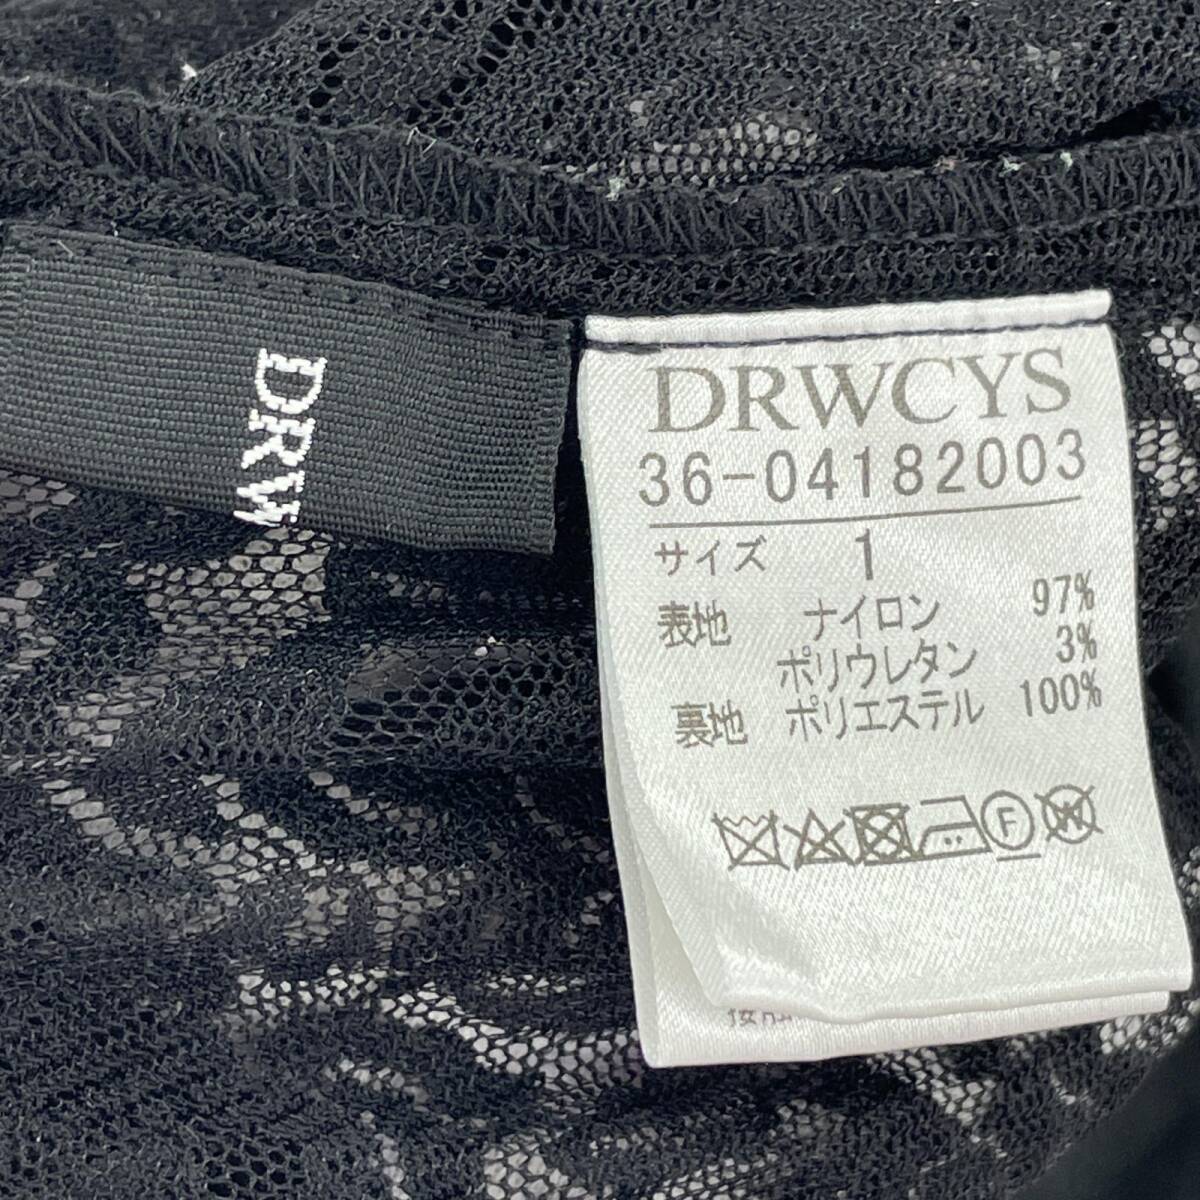 DRW
DRWCYS
36-04182003
サイズ 1
表地 ナイロン 97%
ポリウレタン 3%
裏地 ポリエステル 100%
F
W